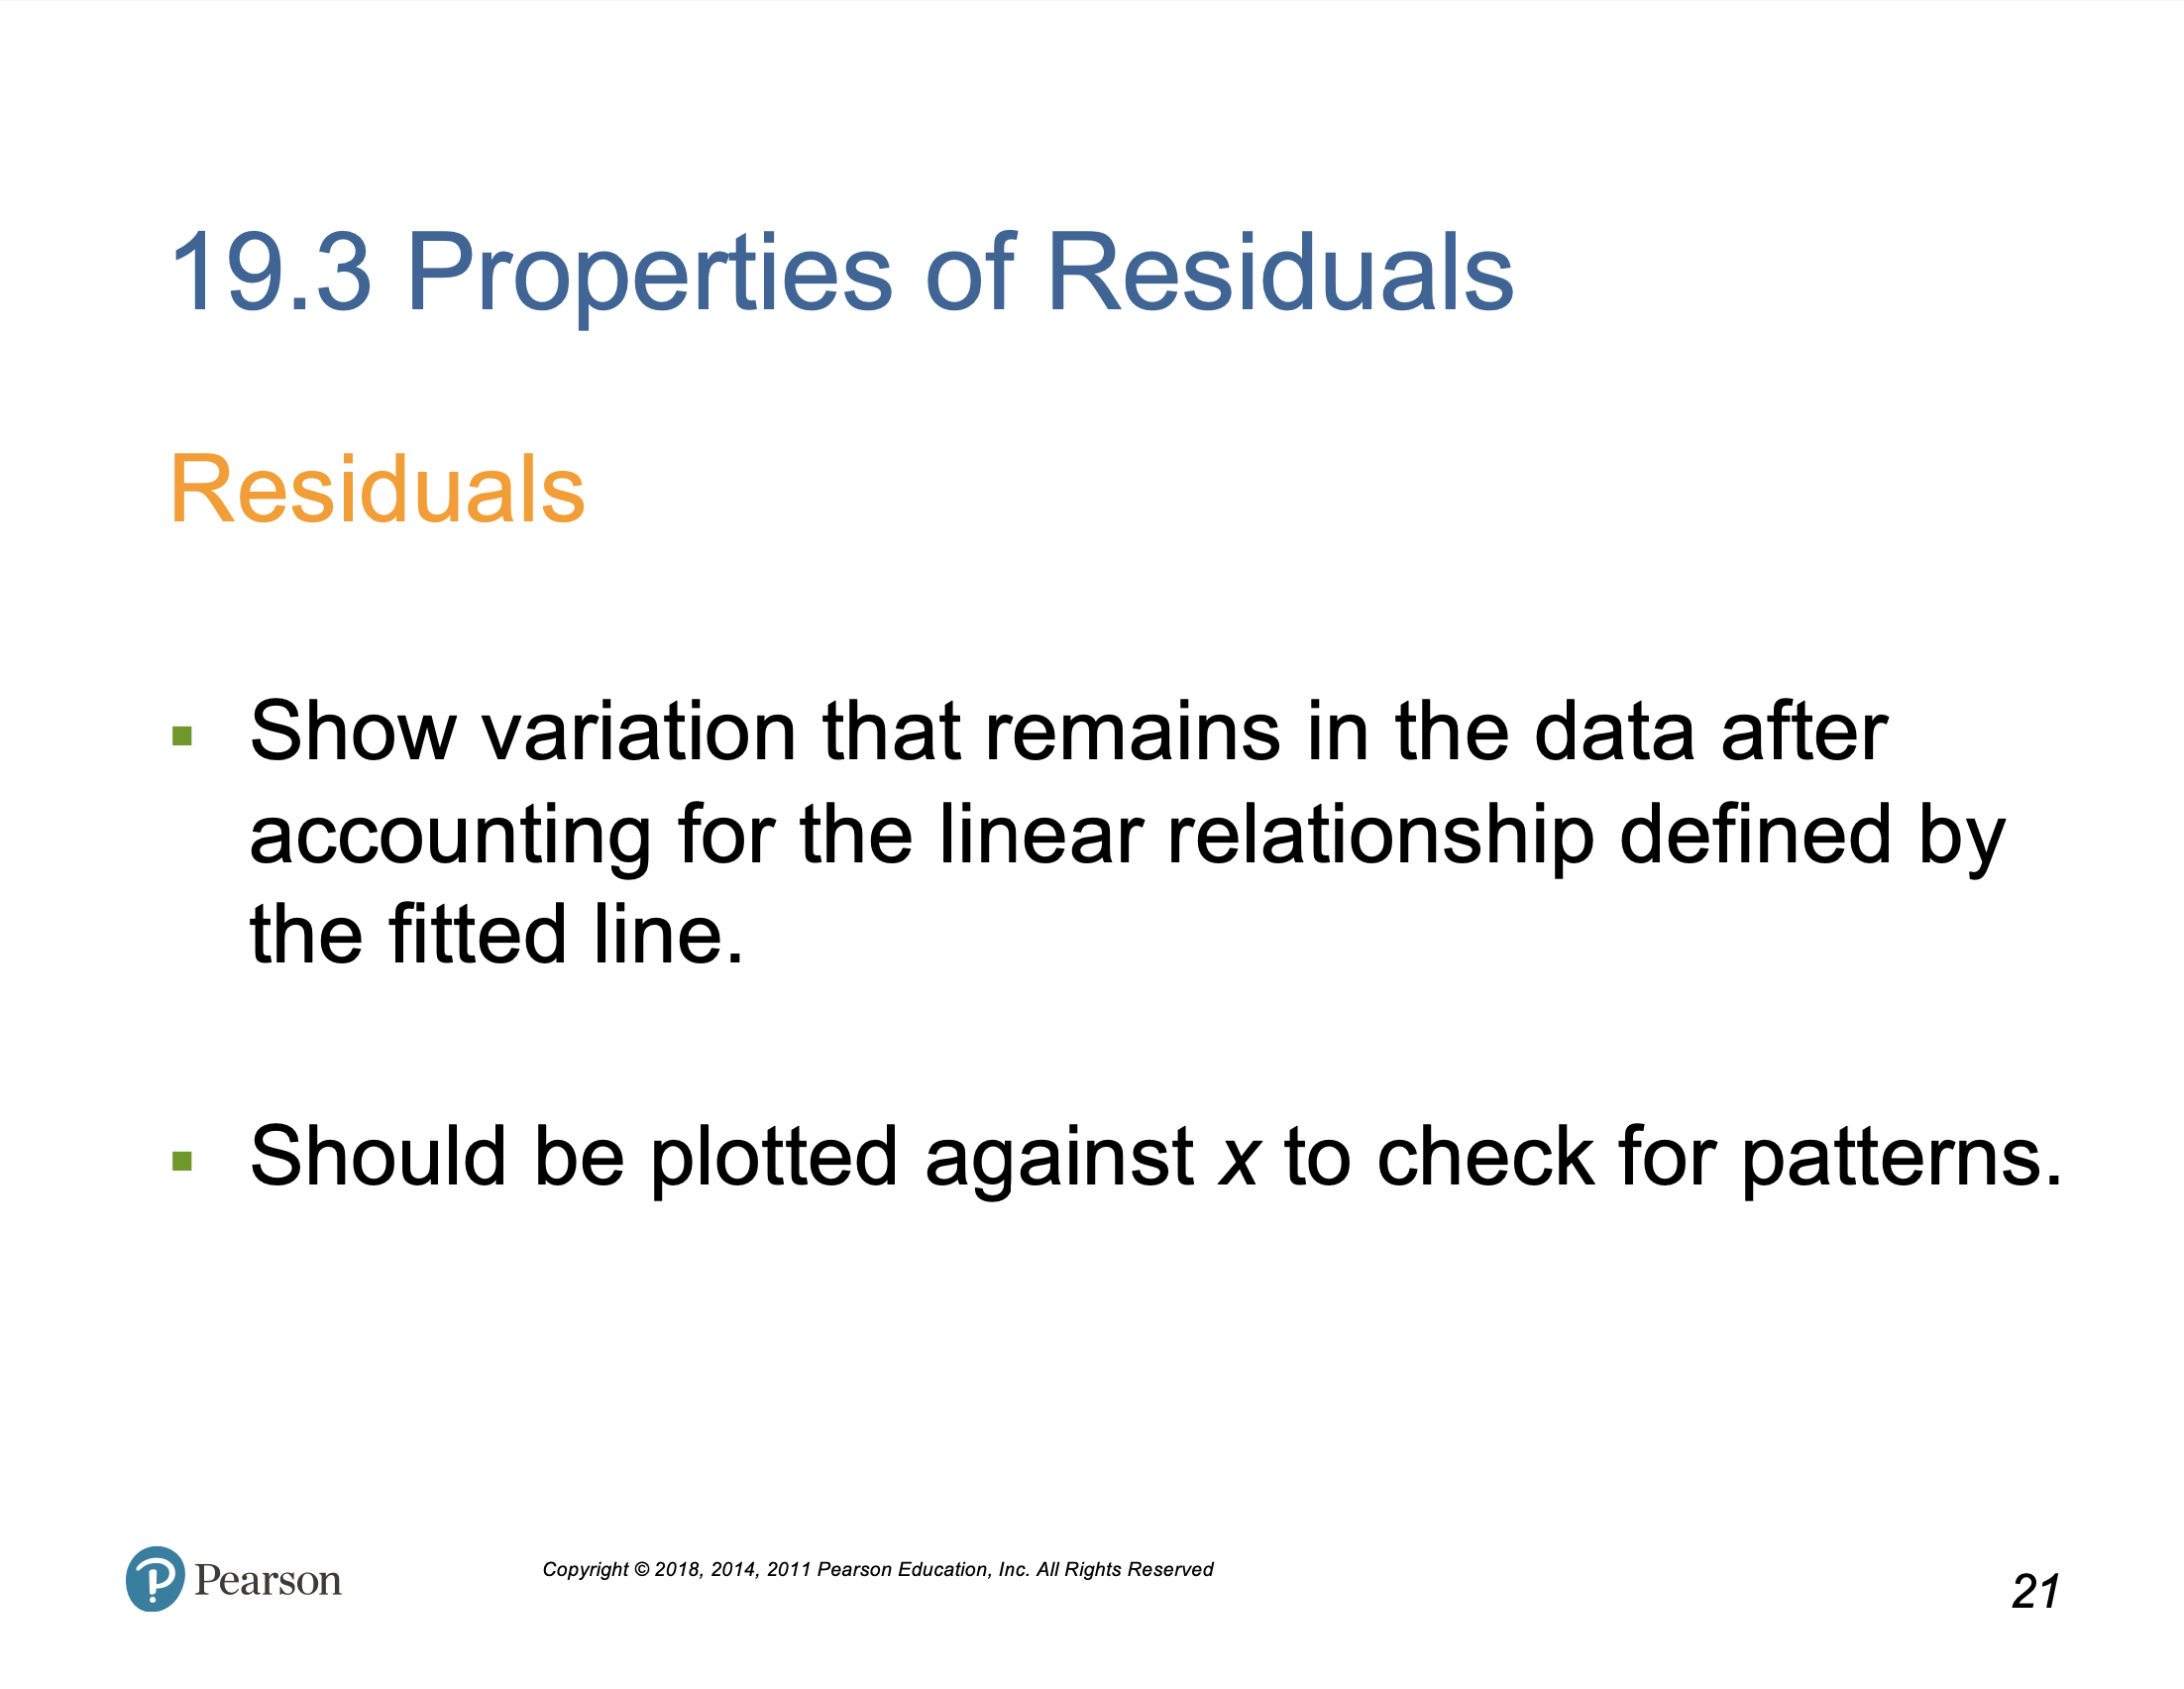 19.3 Properties of Residuals
Residuals
▪ Show variation that remains in the data after
accounting for the linear relationship defined by
the fitted line.
▪ Should be plotted against x to check for patterns.
Pearson
Copyright © 2018, 2014, 2011 Pearson Education, Inc. All Rights Reserved
21